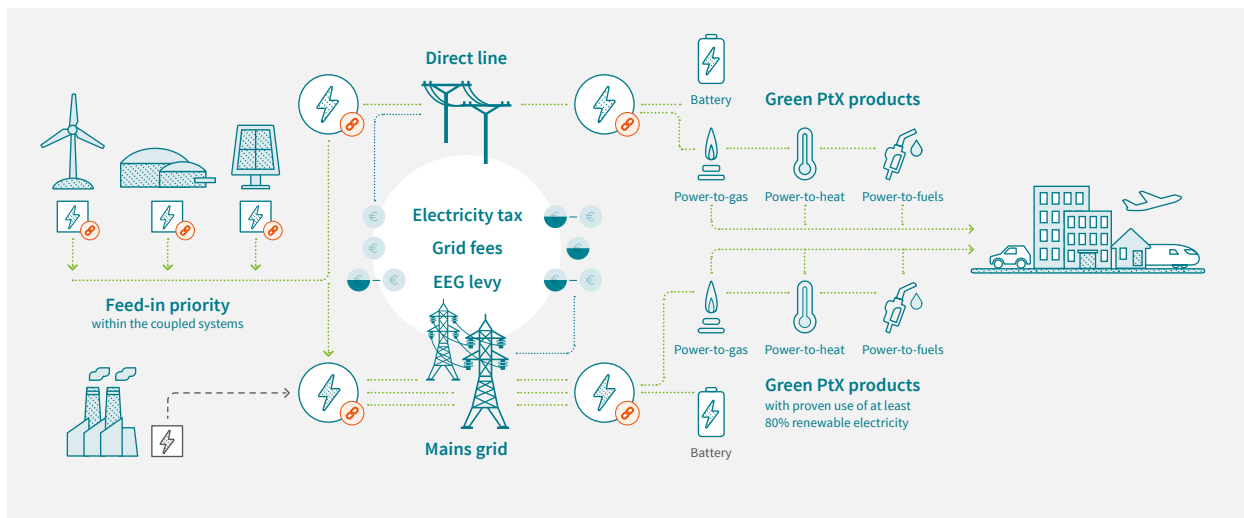 Direct line
Battery
Green PtX products
Power-to-gas
Power-to-heat
Power-to-fuels
€ Electricity tax € – €
€ Grid fees €
€ – € EEG levy € – €
Feed-in priority
within the coupled systems
Power-to-gas
Power-to-heat
Power-to-fuels
Green PtX products
with proven use of at least
80% renewable electricity
Mains grid
Battery